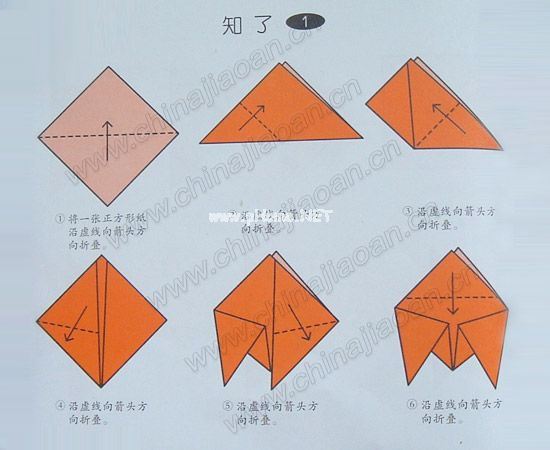 知了 1
① 将一张正方形纸
沿虚线向箭头方
向折叠。
②
向折叠。
③ 沿虚线向箭头方
向折叠。
④ 沿虚线向箭头方
向折叠。
⑤ 沿虚线向箭头方
向折叠。
⑥ 沿虚线向箭头方
向折叠。
www.chinajiaoan.cn
www.chinajiaoan.cn
www.chinajiaoan.cn